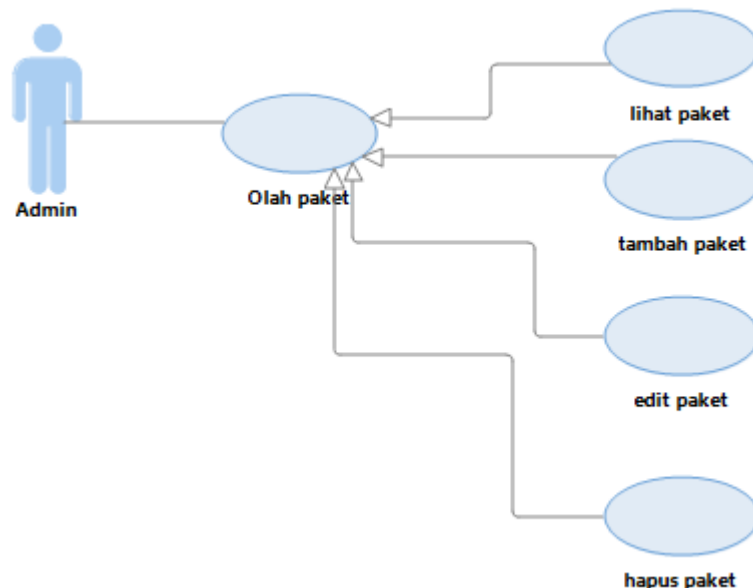 lihat paket
Olah paket
Admin
tambah paket
edit paket
hapus paket